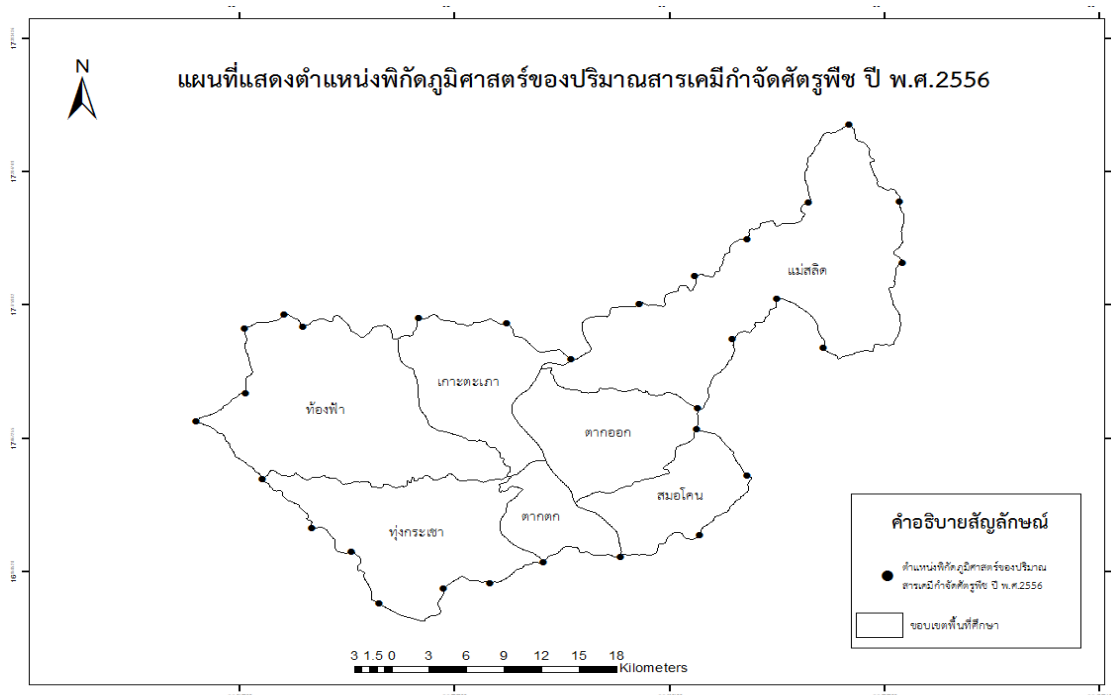 แผนที่แสดงตำแหน่งพิกัดภูมิศาสตร์ของปริมาณสารเคมีกำจัดศัตรูพืช ปี พ.ศ.2556
N
แม่สลิด
เกาะตะเภา
ท้องฟ้า
ตากออก
สมอโคน
ตากตก
ทุ่งกระเชา
คำอธิบายสัญลักษณ์
ตำแหน่งพิกัดภูมิศาสตร์ของปริมาณ
สารเคมีกำจัดศัตรูพืช ปี พ.ศ.2556
ขอบเขตพื้นที่ศึกษา
3 1.5 0 3 6 9 12 15 18
Kilometers